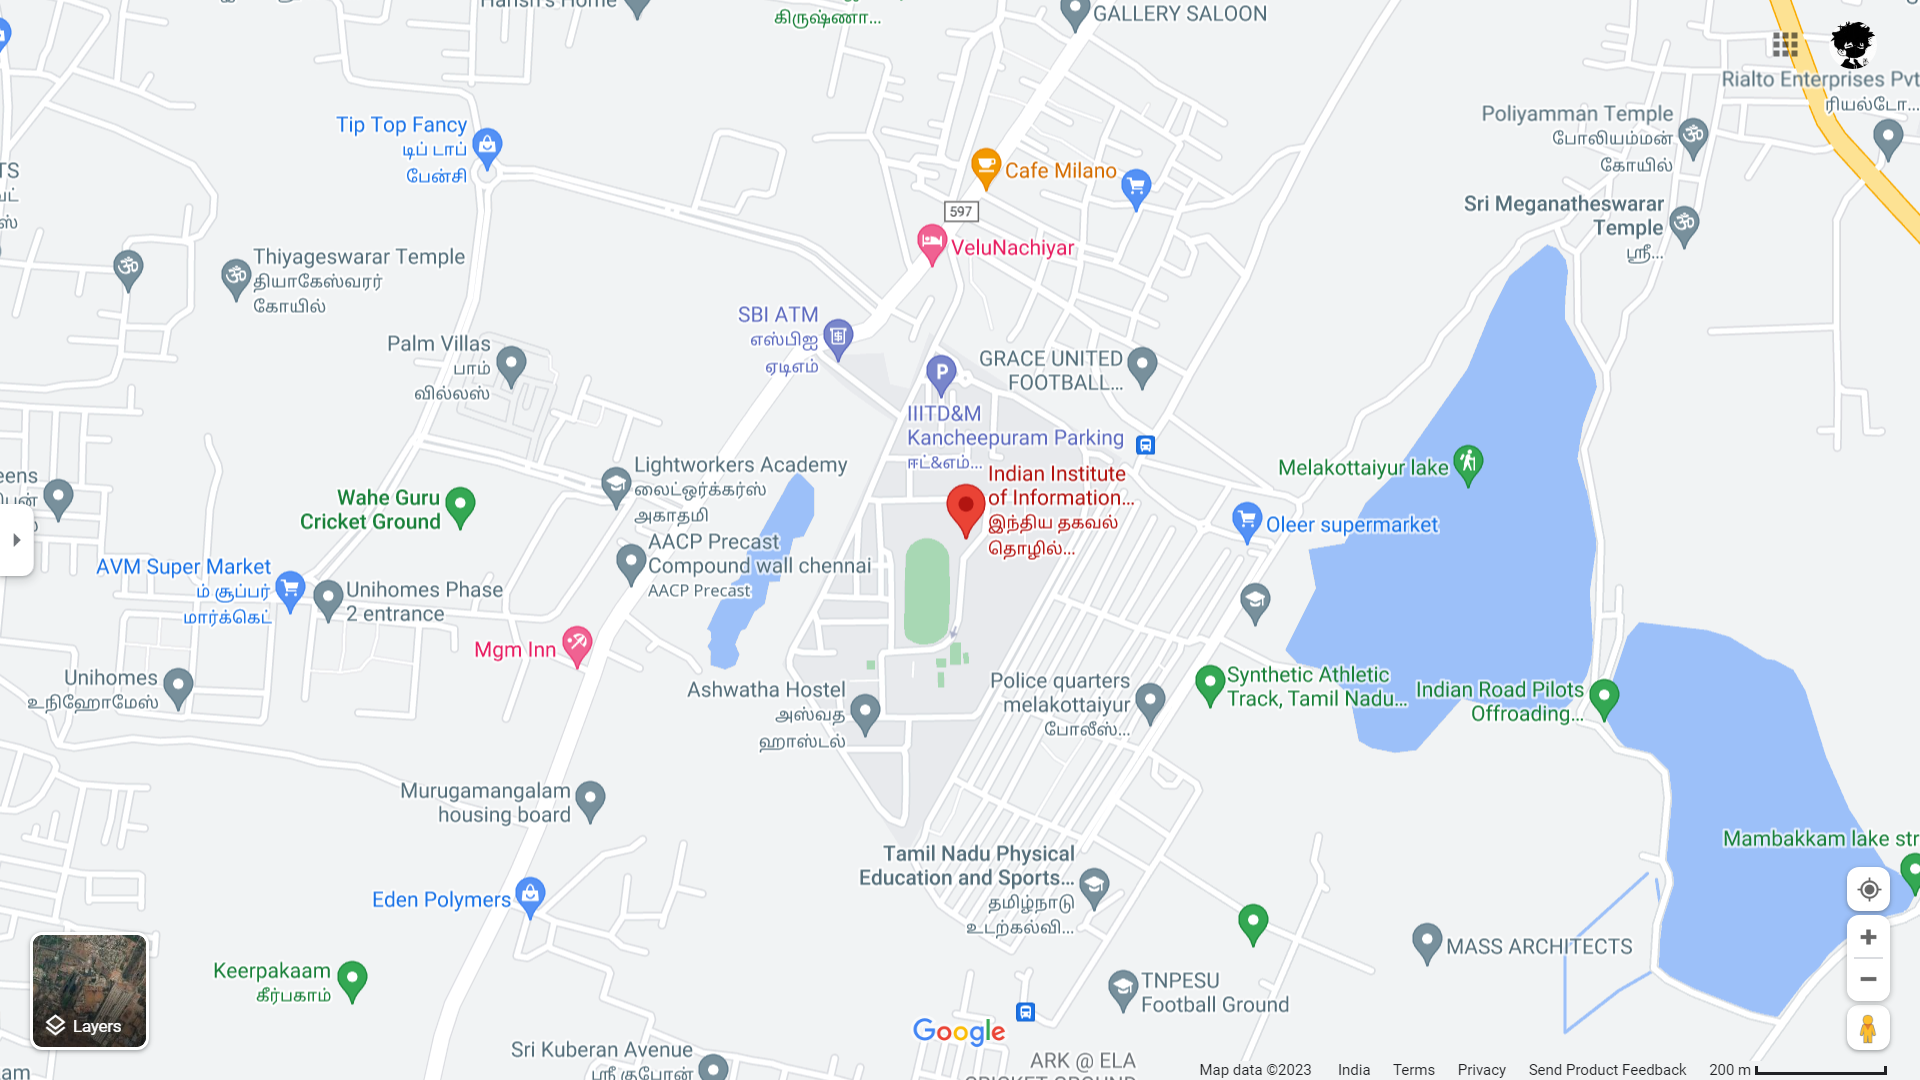 Harish's Home
கிருஷ்ணா...
GALLERY SALOON
Rialto Enterprises Pvt
ரியல்டோ...
Poliyamman Temple
போலியம்மன்
கோயில்
Tip Top Fancy
டிப் டாப்
பேன்சி
Cafe Milano
597
Sri Meganatheswarar
Temple
ஸ்ரீ...
VeluNachiyar
Thiyageswarar Temple
தியாகேஸ்வரர்
கோயில்
SBI ATM
எஸ்பிஐ
ஏடிஎம்
Palm Villas
பாம்
வில்லஸ்
GRACE UNITED
FOOTBALL...
P
IIITD&M
Kancheepuram Parking
ஈட்&எம்...
Indian Institute
of Information...
இந்திய தகவல்
தொழில்...
Lightworkers Academy
லைட்ஒர்க்கர்ஸ்
அகாதமி
Melakottaiyur lake
Wahe Guru
Cricket Ground
Oleer supermarket
AACP Precast
Compound wall chennai
AACP Precast
AVM Super Market
ம் சூப்பர்
மார்க்கெட்
Unihomes Phase
2 entrance
Mgm Inn
Unihomes
உநிஹோமேஸ்
Ashwatha Hostel
அஸ்வத
ஹாஸ்டல்
Police quarters
melakottaiyur
போலீஸ்...
Synthetic Athletic
Track, Tamil Nadu...
Indian Road Pilots
Offroading...
Murugamangalam
housing board
Mambakkam lake str
Tamil Nadu Physical
Education and Sports...
தமிழ்நாடு
உடற்கல்வி...
Eden Polymers
MASS ARCHITECTS
Keerpakaam
கீர்பகாம்
TNPESU
Football Ground
Layers
Google
Sri Kuberan Avenue
ஸ்ரீ குபோன்
ARK @ ELA
CRICKET GROUND
Map data ©2023 India Terms Privacy Send Product Feedback 200 m